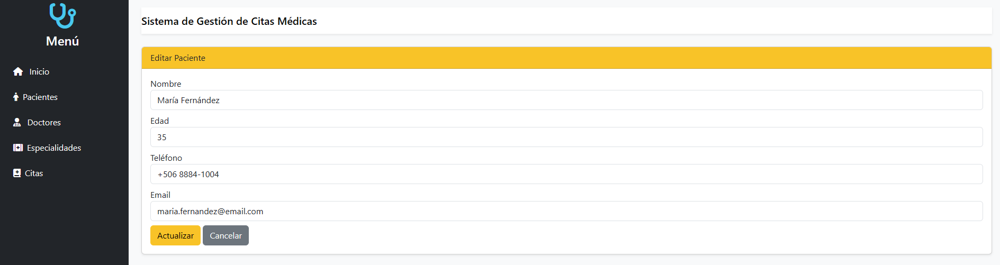 Menú
Inicio
Pacientes
Doctores
Especialidades
Citas
Sistema de Gestión de Citas Médicas
Editar Paciente
Nombre
María Fernández
Edad
35
Teléfono
+506 8884-1004
Email
maria.fernandez@email.com
Actualizar Cancelar